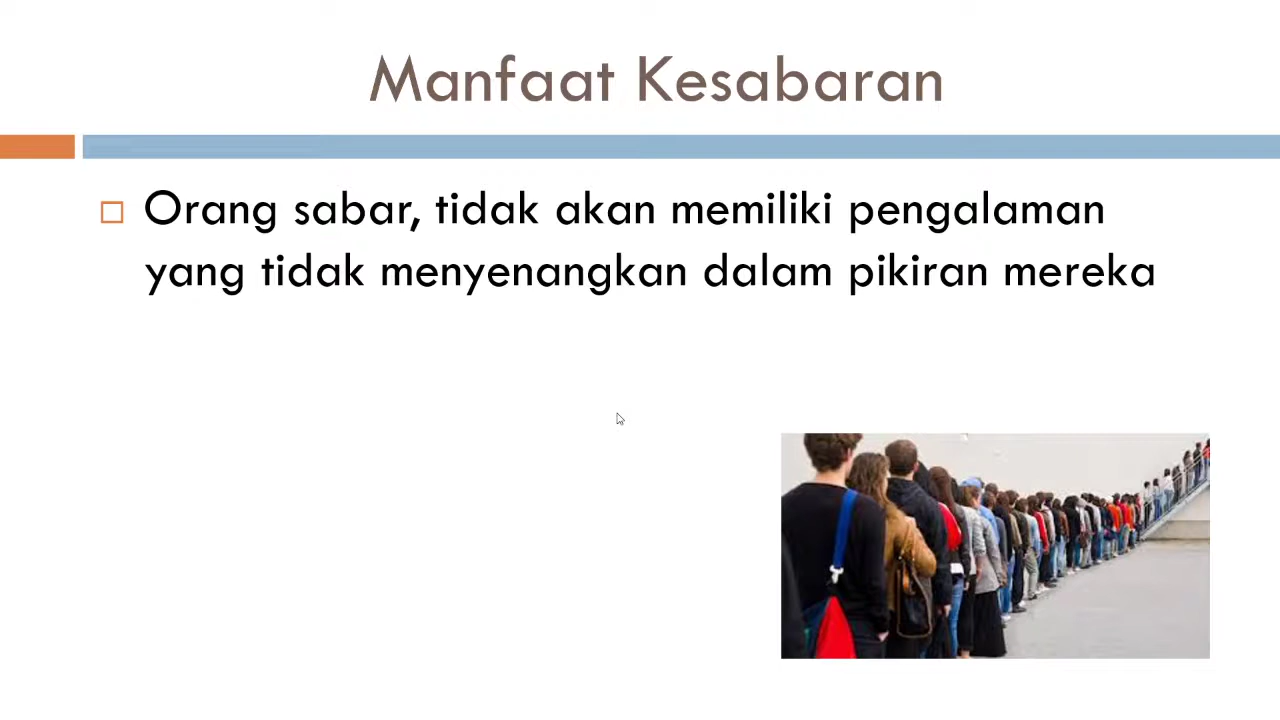 Manfaat Kesabaran
Orang sabar, tidak akan memiliki pengalaman
yang tidak menyenangkan dalam pikiran mereka